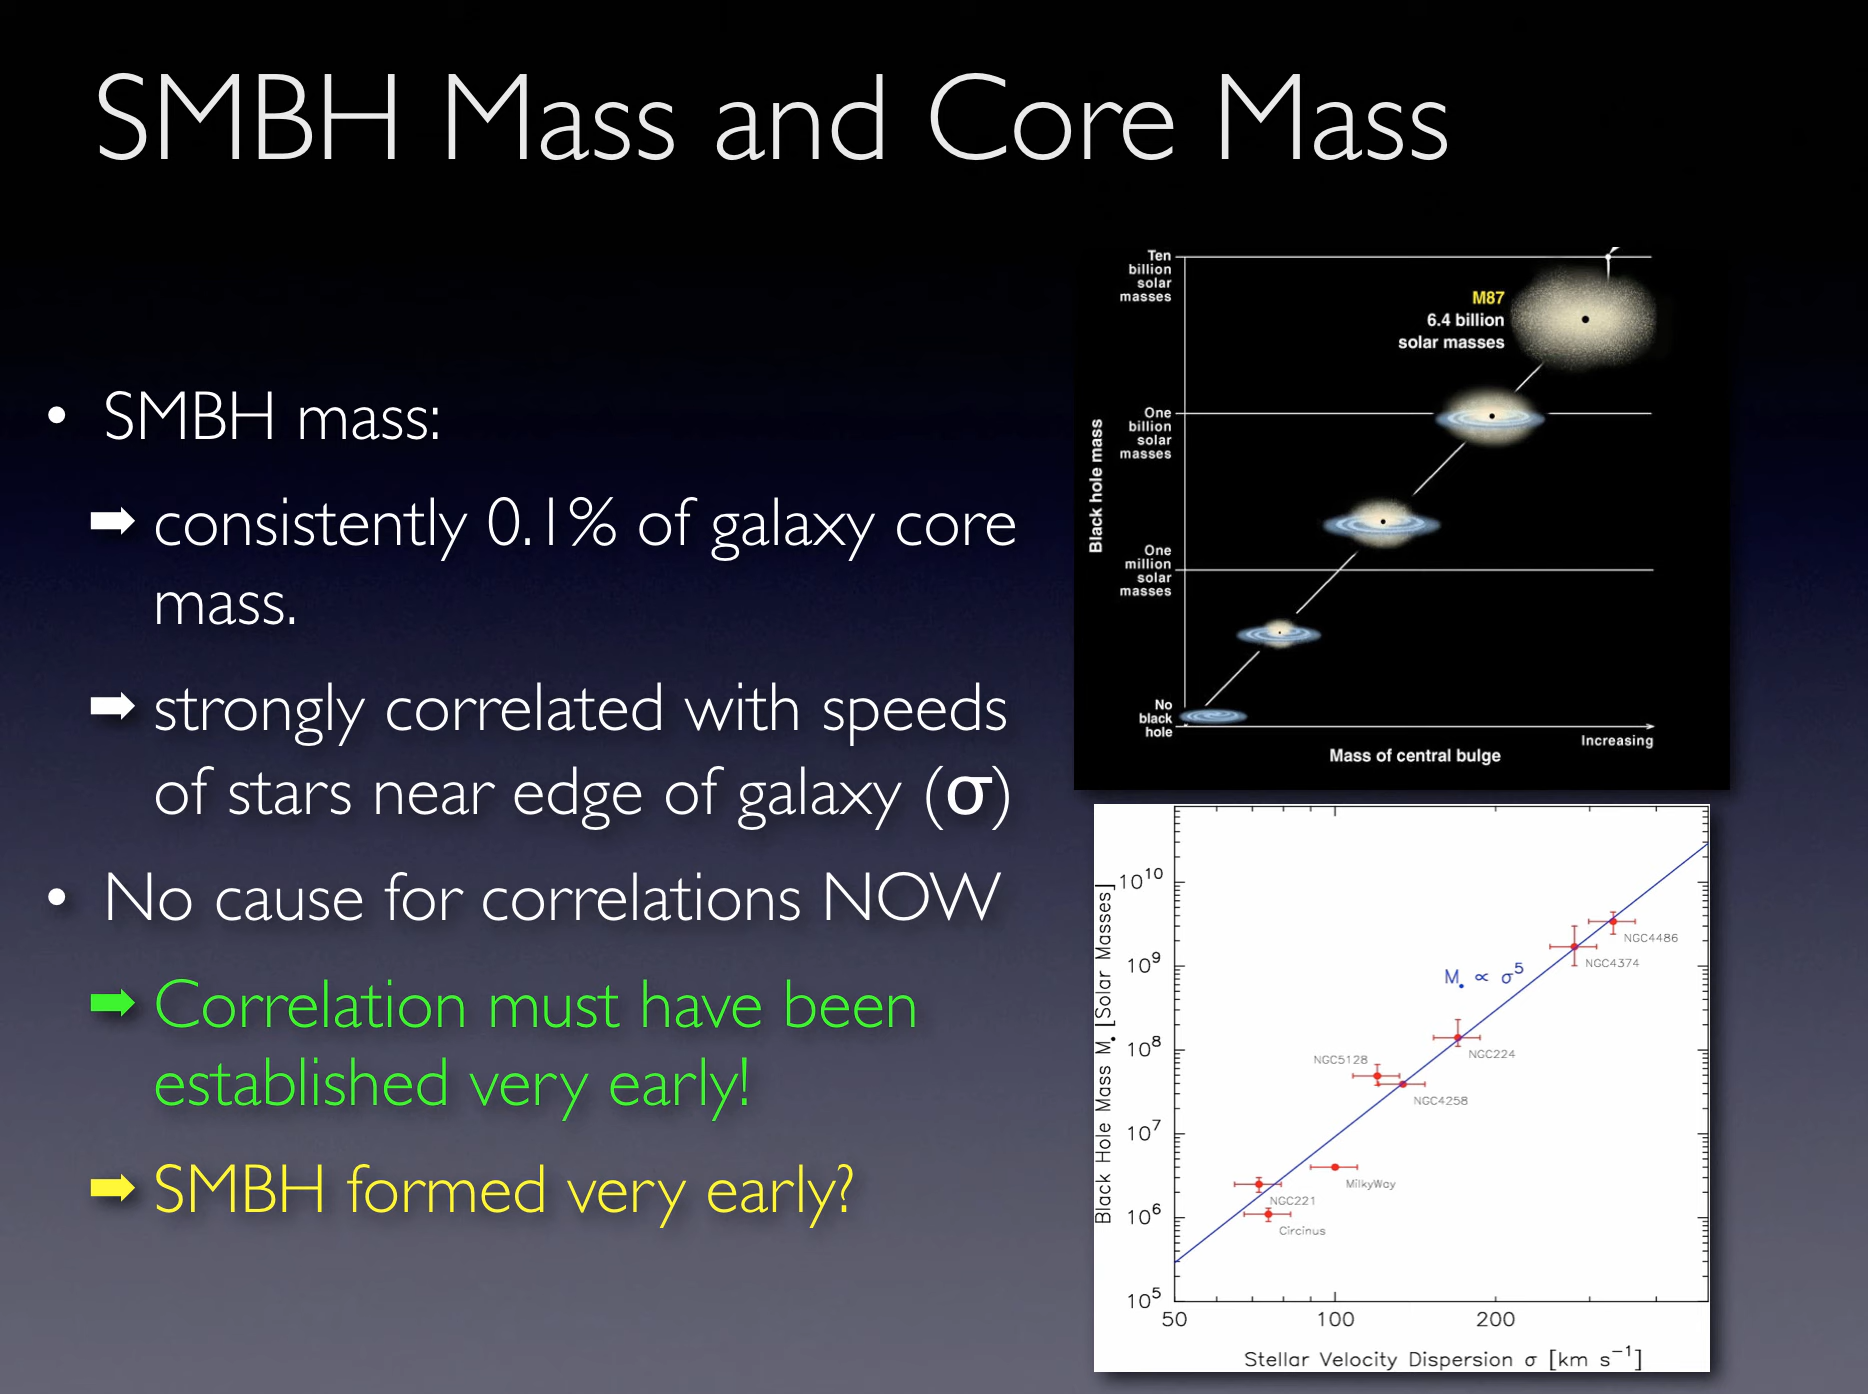 SMBH Mass and Core Mass
• SMBH mass:
➡ consistently 0.1% of galaxy core
mass.
➡ strongly correlated with speeds
of stars near edge of galaxy (σ)
• No cause for correlations NOW
➡ Correlation must have been
established very early!
➡ SMBH formed very early?
Ten
billion
solar
masses
M87
6.4 billion
solar masses
One
billion
solar
masses
Black hole mass
One
million
solar
masses
No
black
hole
Increasing
Mass of central bulge
Black Hole Mass M• [Solar Masses]
10¹⁰
10⁹
10⁸
10⁷
10⁶
10⁵
M• ∝ σ⁵
NGC4486
NGC4374
NGC224
NGC5128
NGC4258
MilkyWay
NGC221
Circinus
50
100
200
Stellar Velocity Dispersion σ [km s⁻¹]